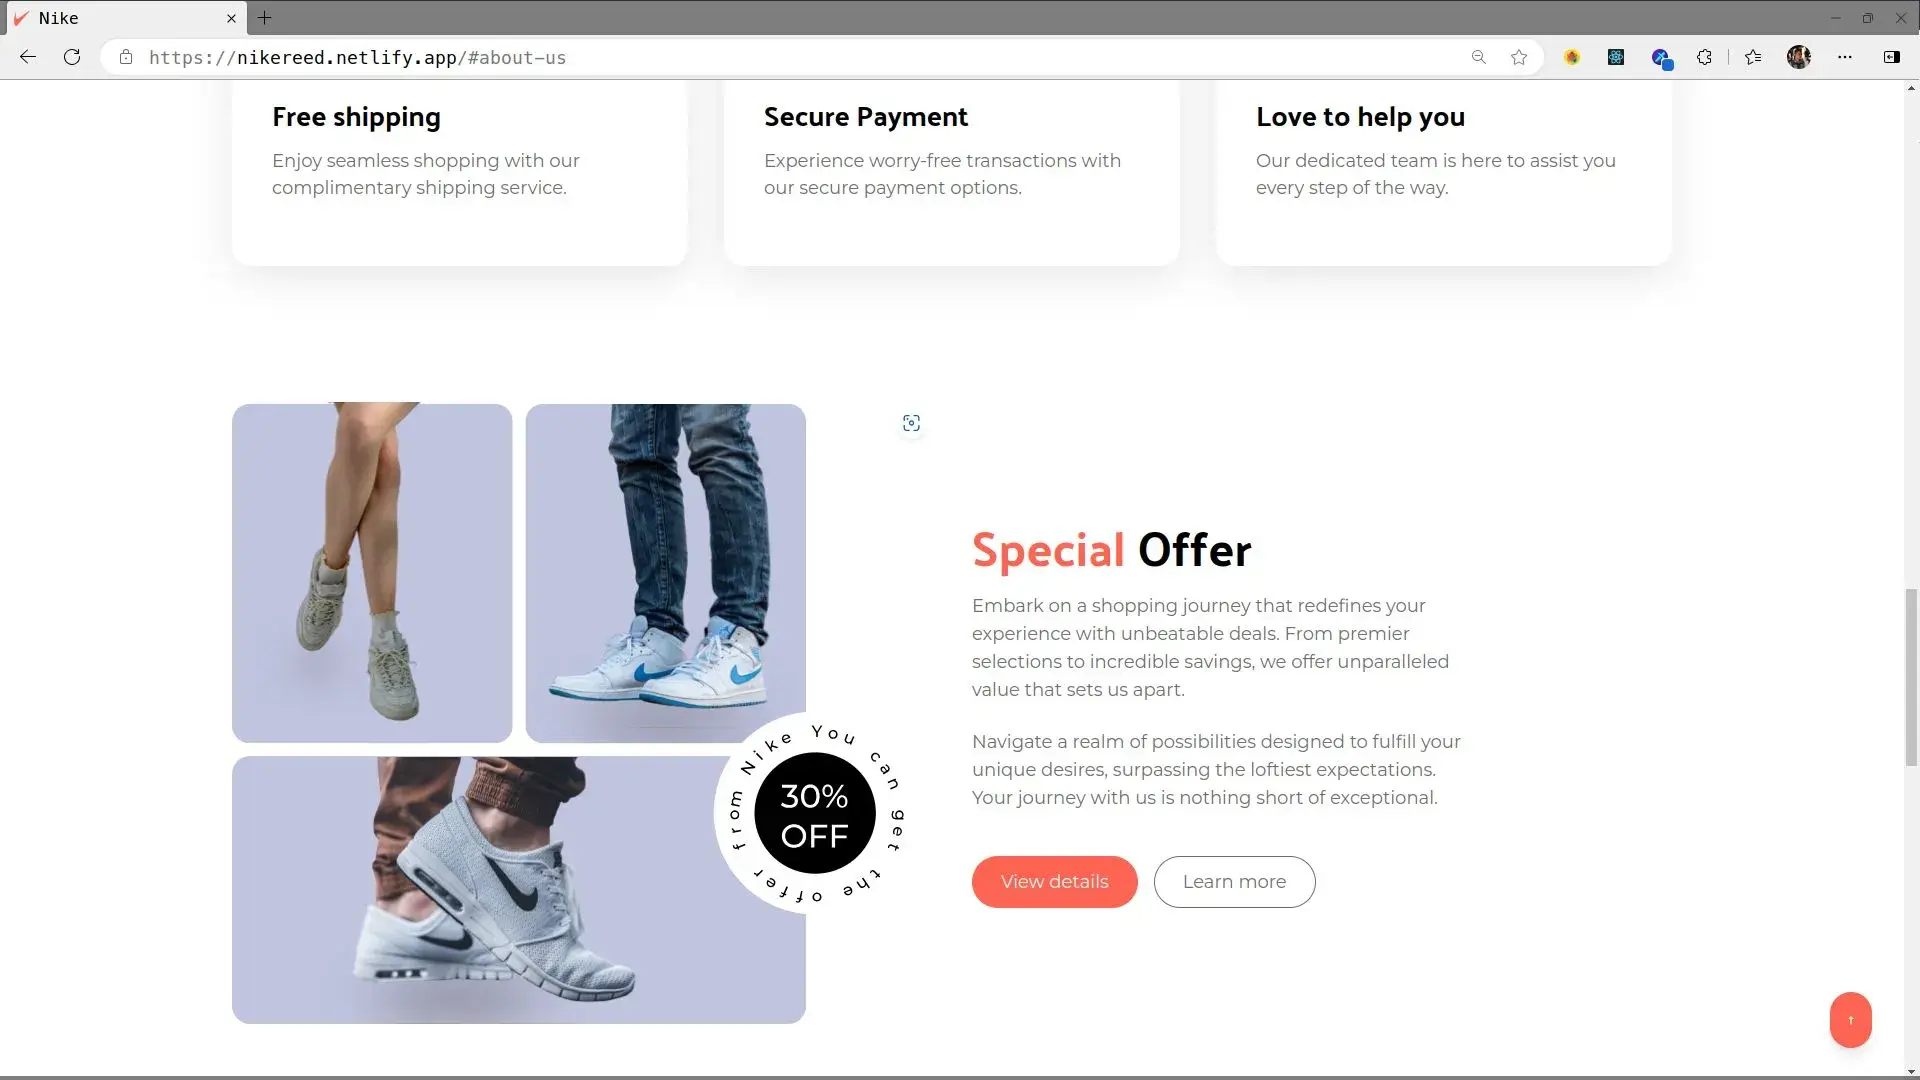 Nike
https://nikereed.netlify.app/#about-us
Free shipping
Enjoy seamless shopping with our
complimentary shipping service.
Secure Payment
Experience worry-free transactions with
our secure payment options.
Love to help you
Our dedicated team is here to assist you
every step of the way.
Special Offer
Embark on a shopping journey that redefines your
experience with unbeatable deals. From premier
selections to incredible savings, we offer unparalleled
value that sets us apart.
Navigate a realm of possibilities designed to fulfill your
unique desires, surpassing the loftiest expectations.
Your journey with us is nothing short of exceptional.
You can get the offer from Nike
30%
OFF
View details
Learn more
↑